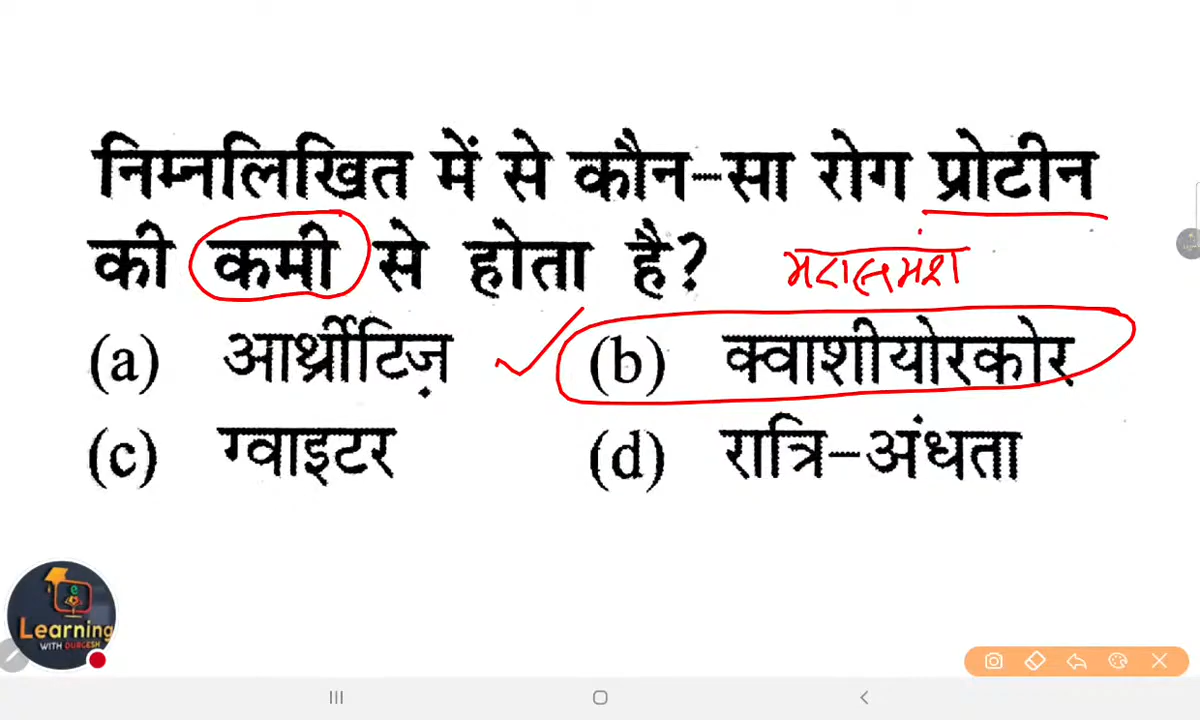 निम्नलिखित में से कौन-सा रोग प्रोटीन
की कमी से होता है?
(a) आर्थ्रीटिज़ (b) क्वाशीयोरकोर
(c) ग्वाइटर (d) रात्रि-अंधता
e
Learning
WITH DURGESH